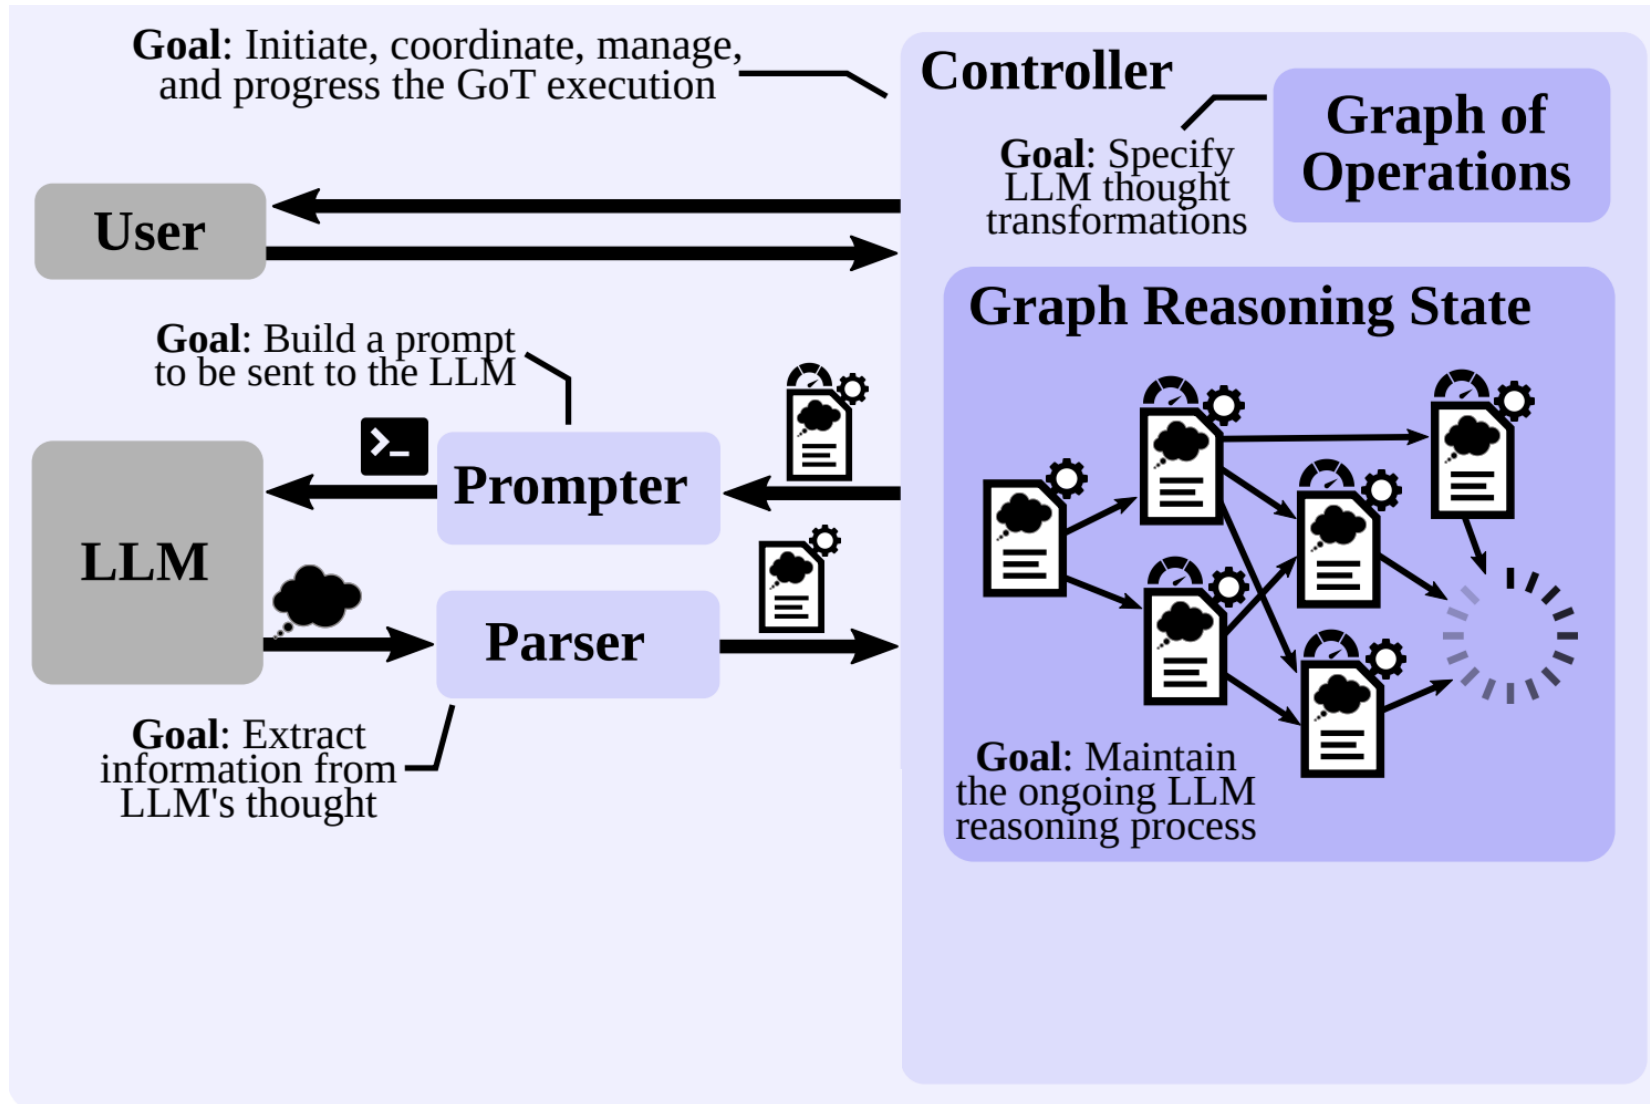 Goal: Initiate, coordinate, manage,
and progress the GoT execution
Controller
Graph of
Operations
Goal: Specify
LLM thought
transformations
User
Graph Reasoning State
Goal: Build a prompt
to be sent to the LLM
Prompter
LLM
Parser
Goal: Extract
information from
LLM's thought
Goal: Maintain
the ongoing LLM
reasoning process